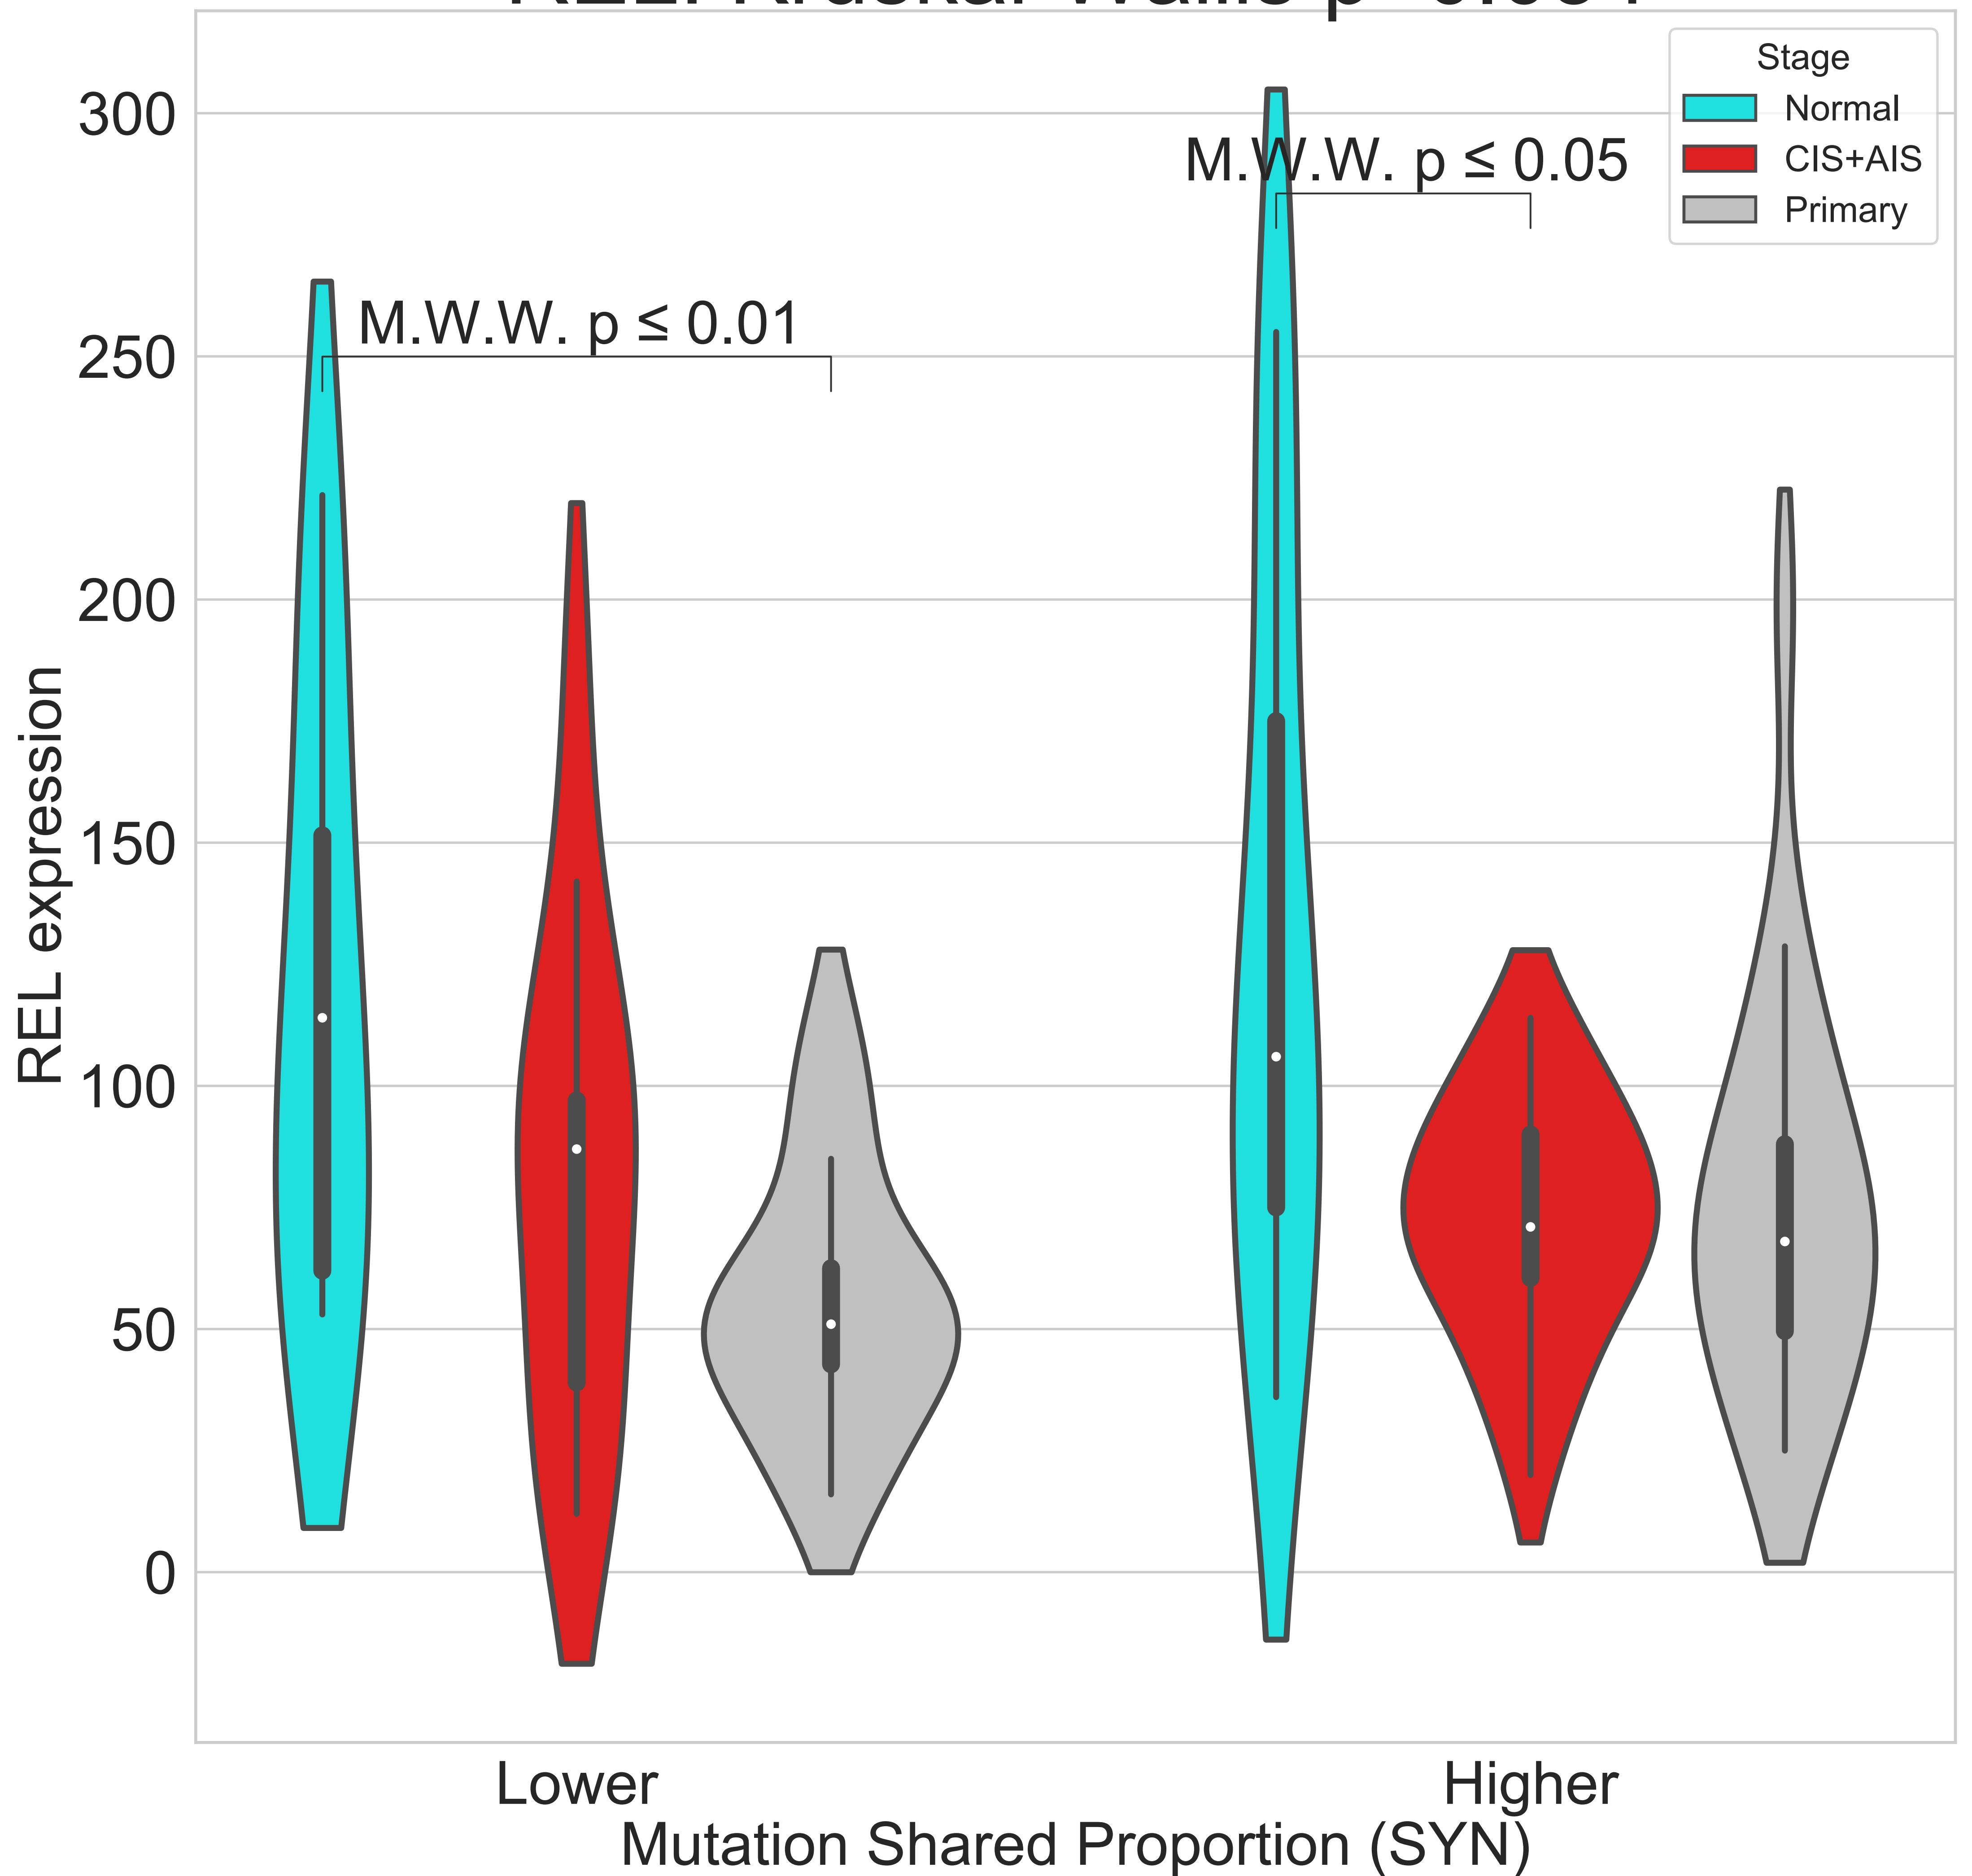 Stage
Normal
CIS+AIS
Primary
M.W.W. p ≤ 0.05
M.W.W. p ≤ 0.01
300
250
200
150
100
50
0
REL expression
Lower
Higher
Mutation Shared Proportion (SYN)